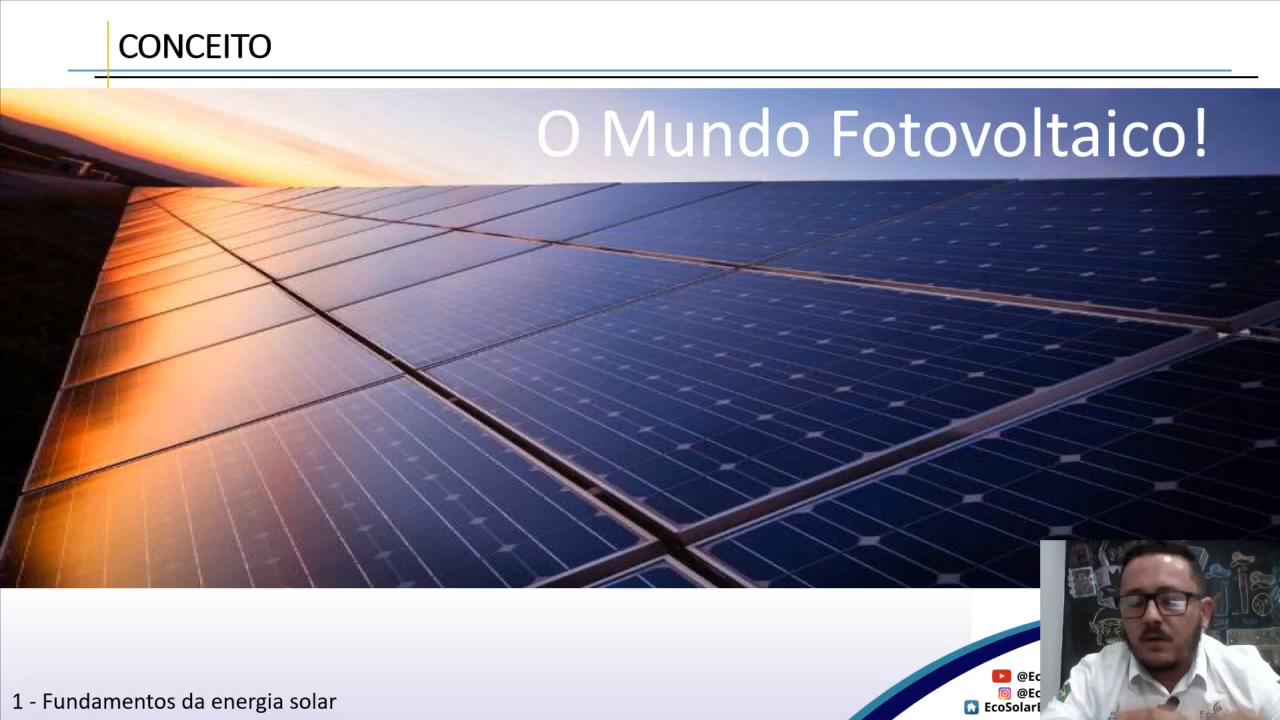 CONCEITO
O Mundo Fotovoltaico!
1 - Fundamentos da energia solar